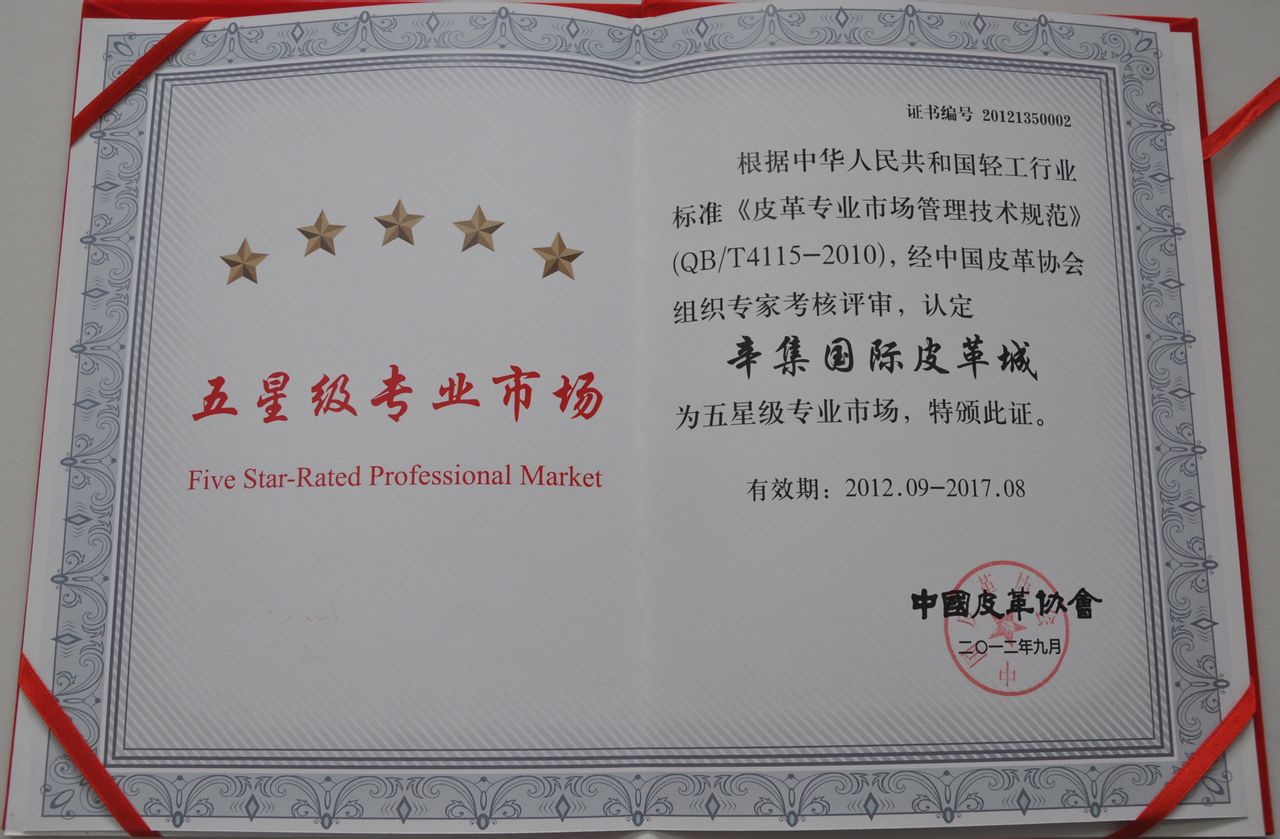 五星级专业市场
Five Star-Rated Professional Market
证书编号 20121350002
根据中华人民共和国轻工行业
标准《皮革专业市场管理技术规范》
(QB/T4115-2010)，经中国皮革协会
组织专家考核评审，认定
辛集国际皮革城
为五星级专业市场，特颁此证。
有效期：2012.09-2017.08
中國皮革协會
二〇一二年九月